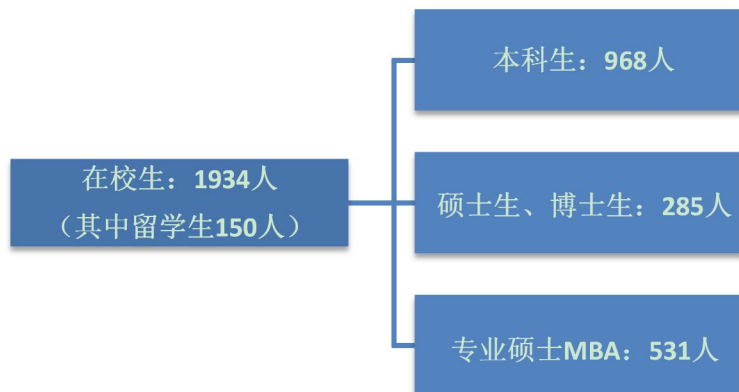 在校生：1934人
（其中留学生150人）
本科生：968人
硕士生、博士生：285人
专业硕士MBA：531人